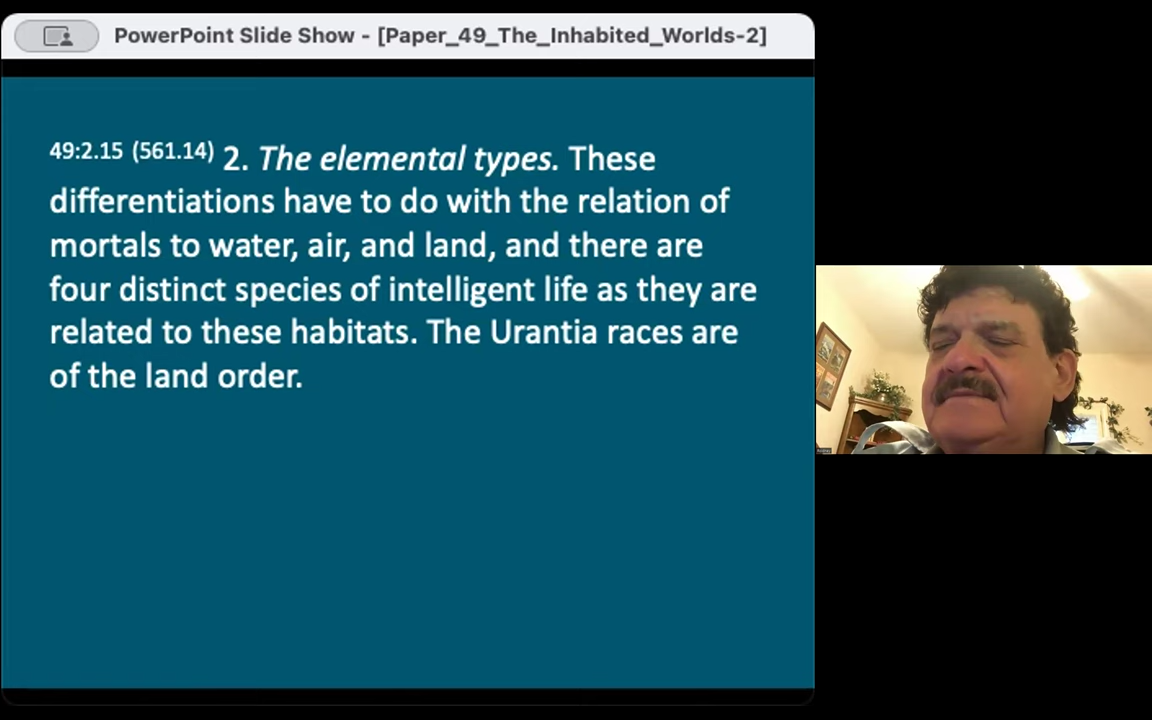 PowerPoint Slide Show - [Paper_49_The_Inhabited_Worlds-2]
49:2.15 (561.14) 2. The elemental types. These
differentiations have to do with the relation of
mortals to water, air, and land, and there are
four distinct species of intelligent life as they are
related to these habitats. The Urantia races are
of the land order.